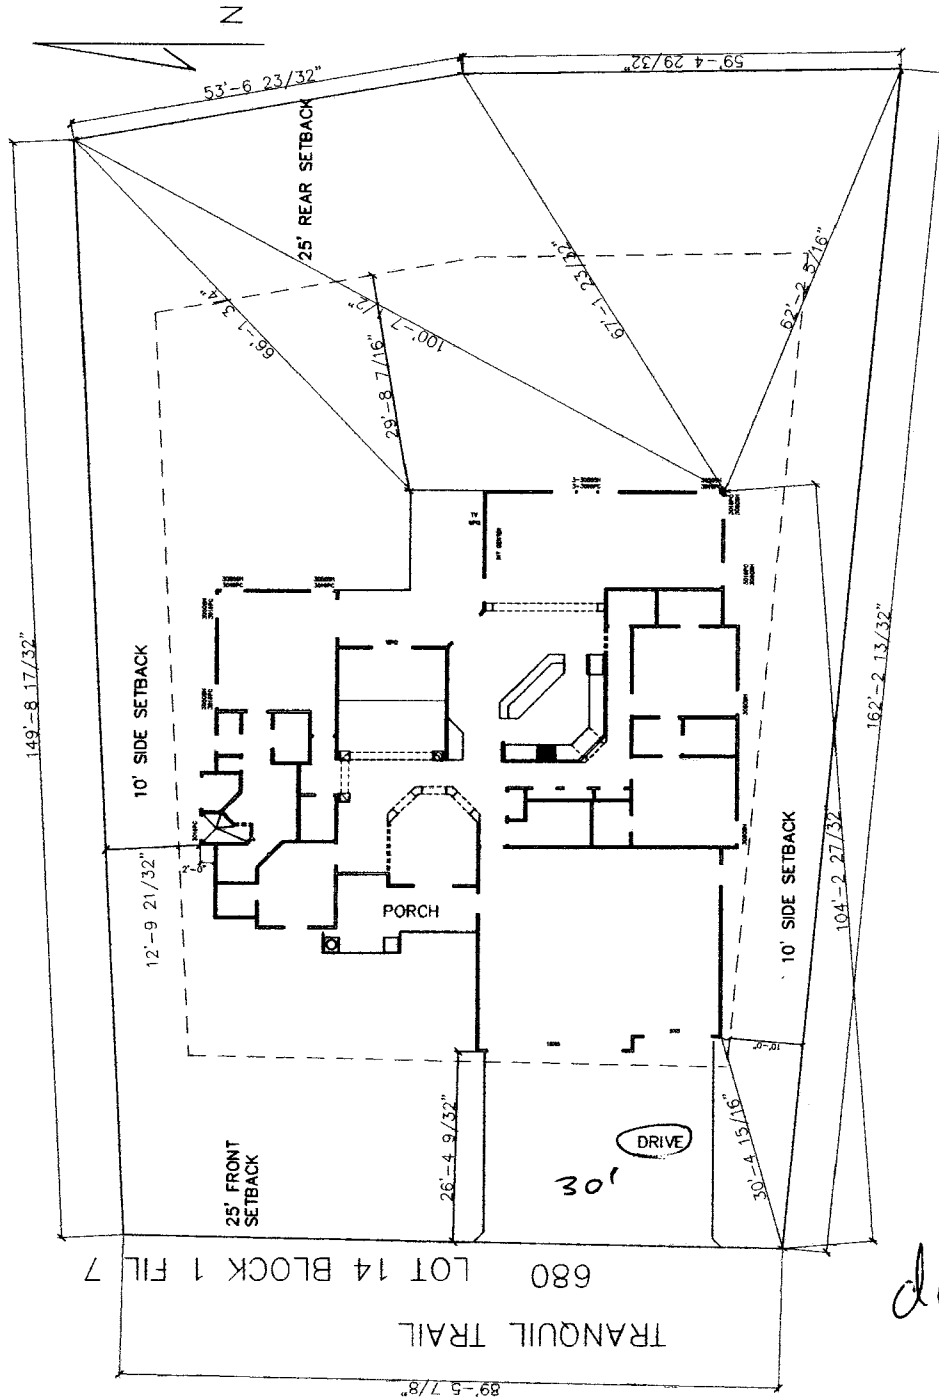 N
53'-6 23/32"
59'-4 29/32"
25' REAR SETBACK
66'-1 3/4"
100'-7 1/2"
67'-1 23/32"
62'-2 5/16"
29'-8 7/16"
149'-8 17/32"
10' SIDE SETBACK
162'-2 13/32"
104'-2 27/32"
12'-9 21/32"
2'-0"
PORCH
10' SIDE SETBACK
10'-0"
25' FRONT
SETBACK
26'-4 9/32"
DRIVE
30'
30'-4 15/16"
680 LOT 14 BLOCK 1 FIL 7
TRANQUIL TRAIL
89'-5 7/8"